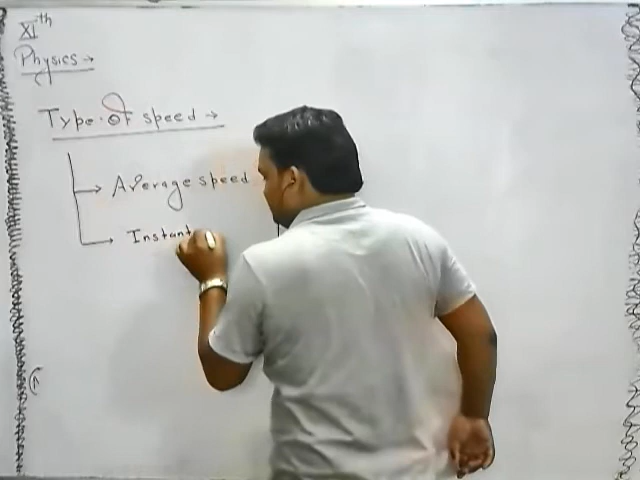 XIth
Physics →
Type of speed →
Average speed
Instant